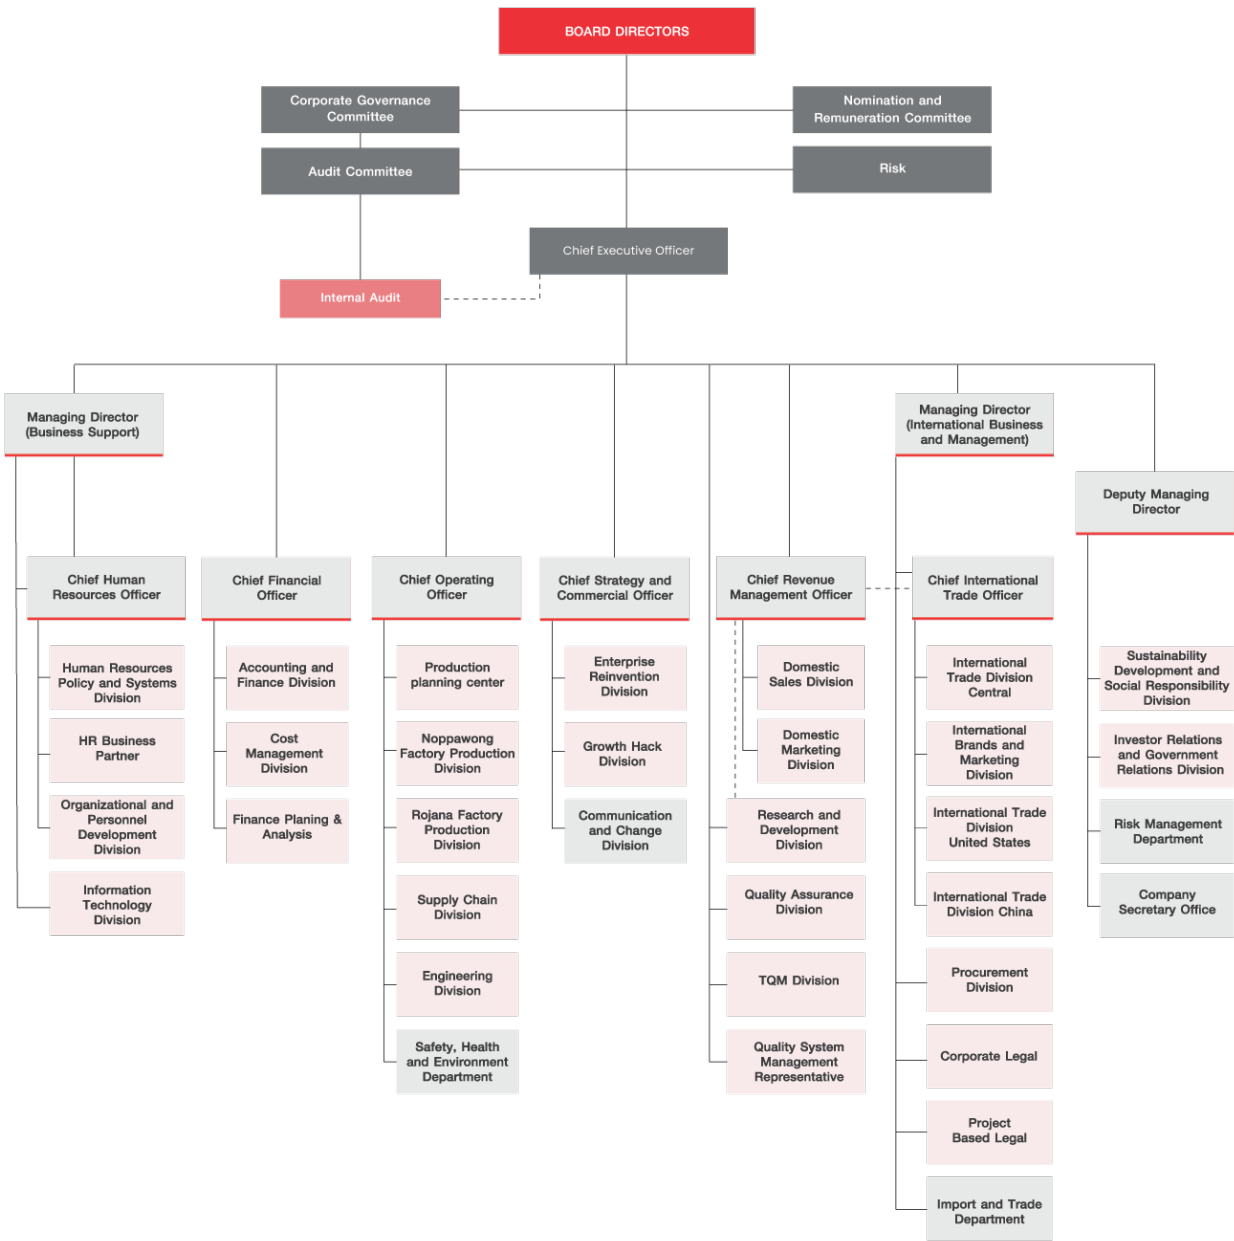 BOARD DIRECTORS
Corporate Governance
Committee
Nomination and
Remuneration Committee
Audit Committee
Risk
Chief Executive Officer
Internal Audit
Managing Director
(Business Support)
Managing Director
(International Business
and Management)
Deputy Managing
Director
Chief Human
Resources Officer
Chief Financial
Officer
Chief Operating
Officer
Chief Strategy and
Commercial Officer
Chief Revenue
Management Officer
Chief International
Trade Officer
Human Resources
Policy and Systems
Division
HR Business
Partner
Organizational and
Personnel
Development
Division
Information
Technology
Division
Accounting and
Finance Division
Cost
Management
Division
Finance Planing &
Analysis
Production
planning center
Noppawong
Factory Production
Division
Rojana Factory
Production
Division
Supply Chain
Division
Engineering
Division
Safety, Health
and Environment
Department
Enterprise
Reinvention
Division
Growth Hack
Division
Communication
and Change
Division
Domestic
Sales Division
Domestic
Marketing
Division
Research and
Development
Division
Quality Assurance
Division
TQM Division
Quality System
Management
Representative
International
Trade Division
Central
International
Brands and
Marketing
Division
International Trade
Division
United States
International Trade
Division China
Procurement
Division
Corporate Legal
Project
Based Legal
Import and Trade
Department
Sustainability
Development and
Social Responsibility
Division
Investor Relations
and Government
Relations Division
Risk Management
Department
Company
Secretary Office